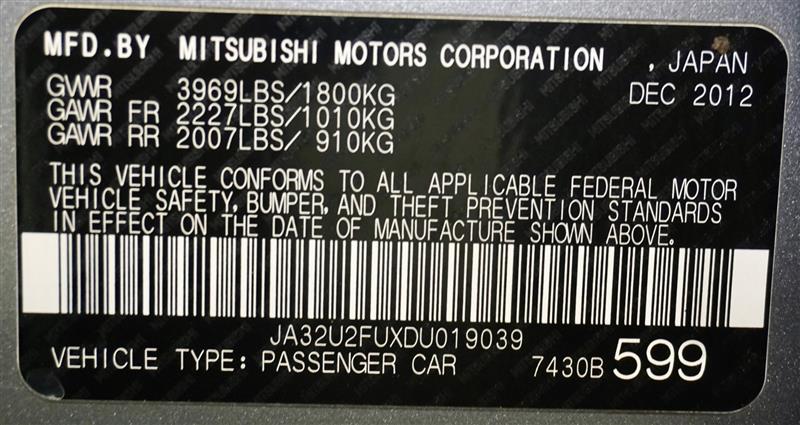 MFD.BY MITSUBISHI MOTORS CORPORATION , JAPAN
GVWR 3969LBS/1800KG DEC 2012
GAWR FR 2227LBS/1010KG
GAWR RR 2007LBS/ 910KG
THIS VEHICLE CONFORMS TO ALL APPLICABLE FEDERAL MOTOR
VEHICLE SAFETY, BUMPER, AND THEFT PREVENTION STANDARDS
IN EFFECT ON THE DATE OF MANUFACTURE SHOWN ABOVE.
JA32U2FUXDU019039
VEHICLE TYPE: PASSENGER CAR 7430B 599